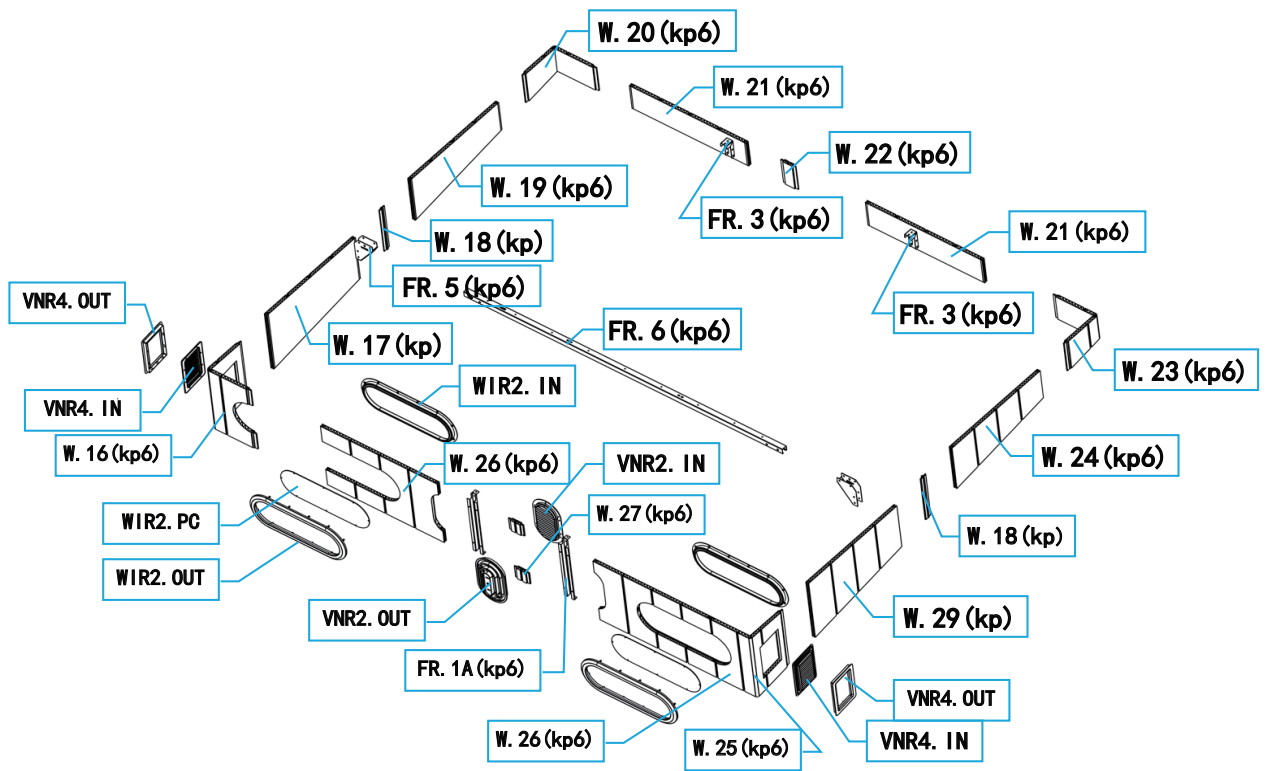 W. 20 (kp6)
W. 21 (kp6)
W. 22 (kp6)
W. 19 (kp6)
FR. 3 (kp6)
W. 21 (kp6)
W. 18 (kp)
FR. 5 (kp6)
VNR4. OUT
FR. 3 (kp6)
FR. 6 (kp6)
W. 17 (kp)
W. 23 (kp6)
WIR2. IN
VNR4. IN
W. 16 (kp6)
W. 26 (kp6)
VNR2. IN
W. 24 (kp6)
WIR2. PC
W. 27 (kp6)
W. 18 (kp)
WIR2. OUT
VNR2. OUT
W. 29 (kp)
FR. 1A (kp6)
VNR4. OUT
W. 26 (kp6)
W. 25 (kp6)
VNR4. IN